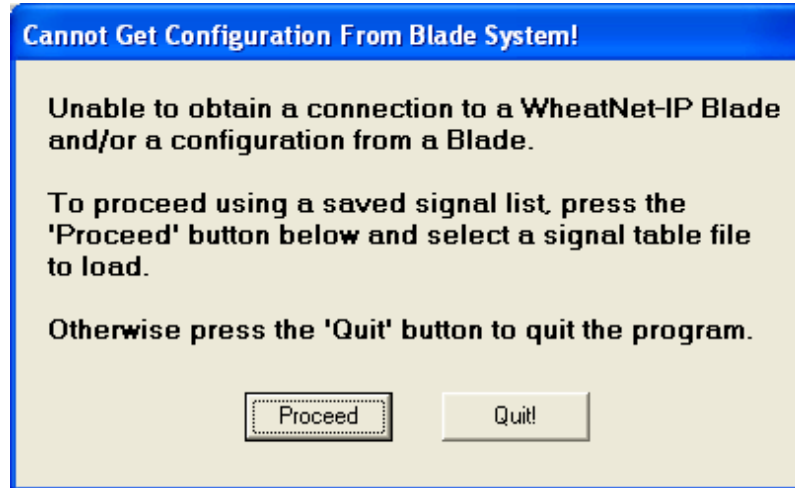 Cannot Get Configuration From Blade System!
Unable to obtain a connection to a WheatNet-IP Blade
and/or a configuration from a Blade.
To proceed using a saved signal list, press the
'Proceed' button below and select a signal table file
to load.
Otherwise press the 'Quit' button to quit the program.
Proceed
Quit!